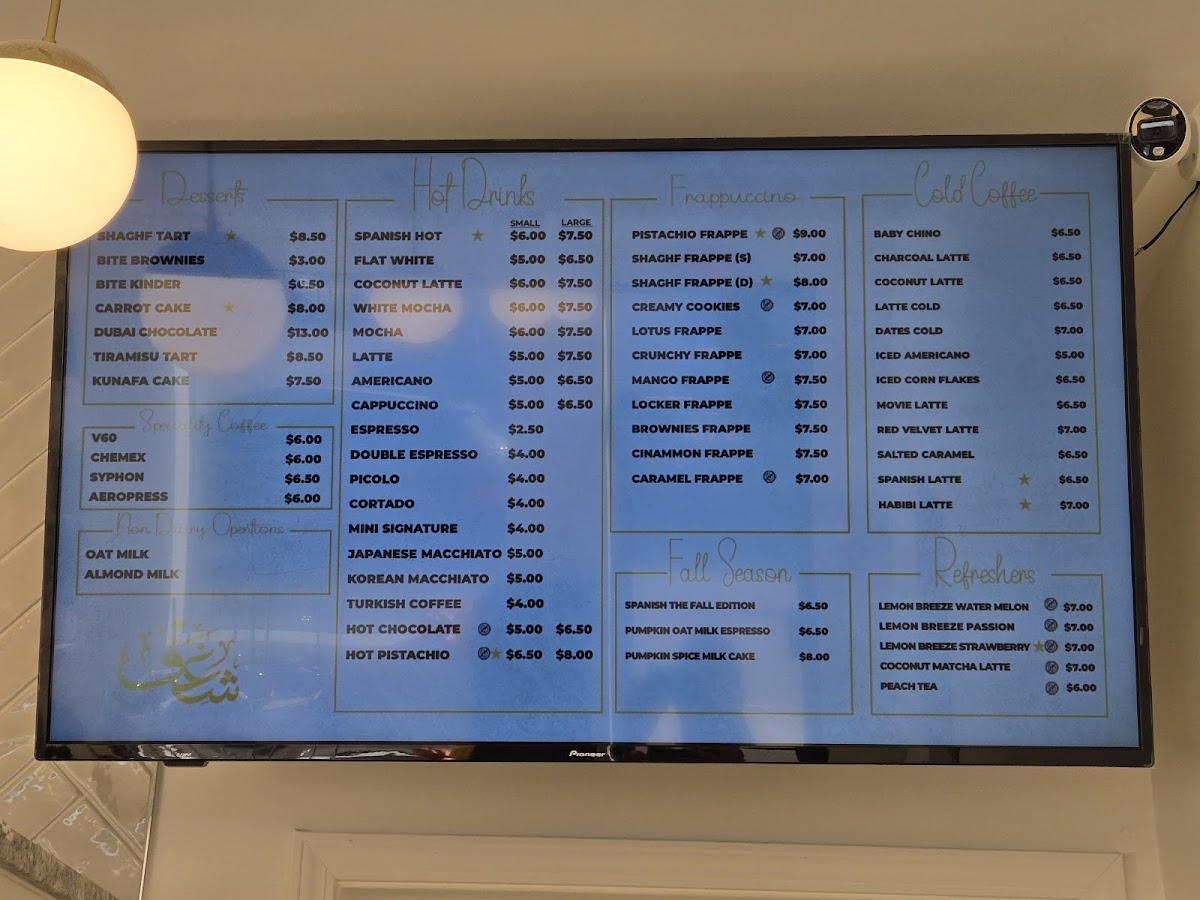 Desserts
SHAGHF TART ★ $8.50
BITE BROWNIES $3.00
BITE KINDER $6.50
CARROT CAKE ★ $8.00
DUBAI CHOCOLATE $13.00
TIRAMISU TART $8.50
KUNAFA CAKE $7.50
Speciality Coffee
V60 $6.00
CHEMEX $6.00
SYPHON $6.50
AEROPRESS $6.00
Non Dairy Opentions
OAT MILK
ALMOND MILK
شغف
Hot Drinks
SMALL LARGE
SPANISH HOT ★ $6.00 $7.50
FLAT WHITE $5.00 $6.50
COCONUT LATTE $6.00 $7.50
WHITE MOCHA $6.00 $7.50
MOCHA $6.00 $7.50
LATTE $5.00 $7.50
AMERICANO $5.00 $6.50
CAPPUCCINO $5.00 $6.50
ESPRESSO $2.50
DOUBLE ESPRESSO $4.00
PICOLO $4.00
CORTADO $4.00
MINI SIGNATURE $4.00
JAPANESE MACCHIATO $5.00
KOREAN MACCHIATO $5.00
TURKISH COFFEE $4.00
HOT CHOCOLATE $5.00 $6.50
HOT PISTACHIO ★ $6.50 $8.00
Frappuccino
PISTACHIO FRAPPE ★ $9.00
SHAGHF FRAPPE (S) $7.00
SHAGHF FRAPPE (D) ★ $8.00
CREAMY COOKIES $7.00
LOTUS FRAPPE $7.00
CRUNCHY FRAPPE $7.00
MANGO FRAPPE $7.50
LOCKER FRAPPE $7.50
BROWNIES FRAPPE $7.50
CINAMMON FRAPPE $7.50
CARAMEL FRAPPE $7.00
Fall Season
SPANISH THE FALL EDITION $6.50
PUMPKIN OAT MILK ESPRESSO $6.50
PUMPKIN SPICE MILK CAKE $8.00
Cold Coffee
BABY CHINO $6.50
CHARCOAL LATTE $6.50
COCONUT LATTE $6.50
LATTE COLD $6.50
DATES COLD $7.00
ICED AMERICANO $5.00
ICED CORN FLAKES $6.50
MOVIE LATTE $6.50
RED VELVET LATTE $7.00
SALTED CARAMEL $6.50
SPANISH LATTE ★ $6.50
HABIBI LATTE ★ $7.00
Refreshers
LEMON BREEZE WATER MELON $7.00
LEMON BREEZE PASSION $7.00
LEMON BREEZE STRAWBERRY ★ $7.00
COCONUT MATCHA LATTE $7.00
PEACH TEA $6.00
Pioneer